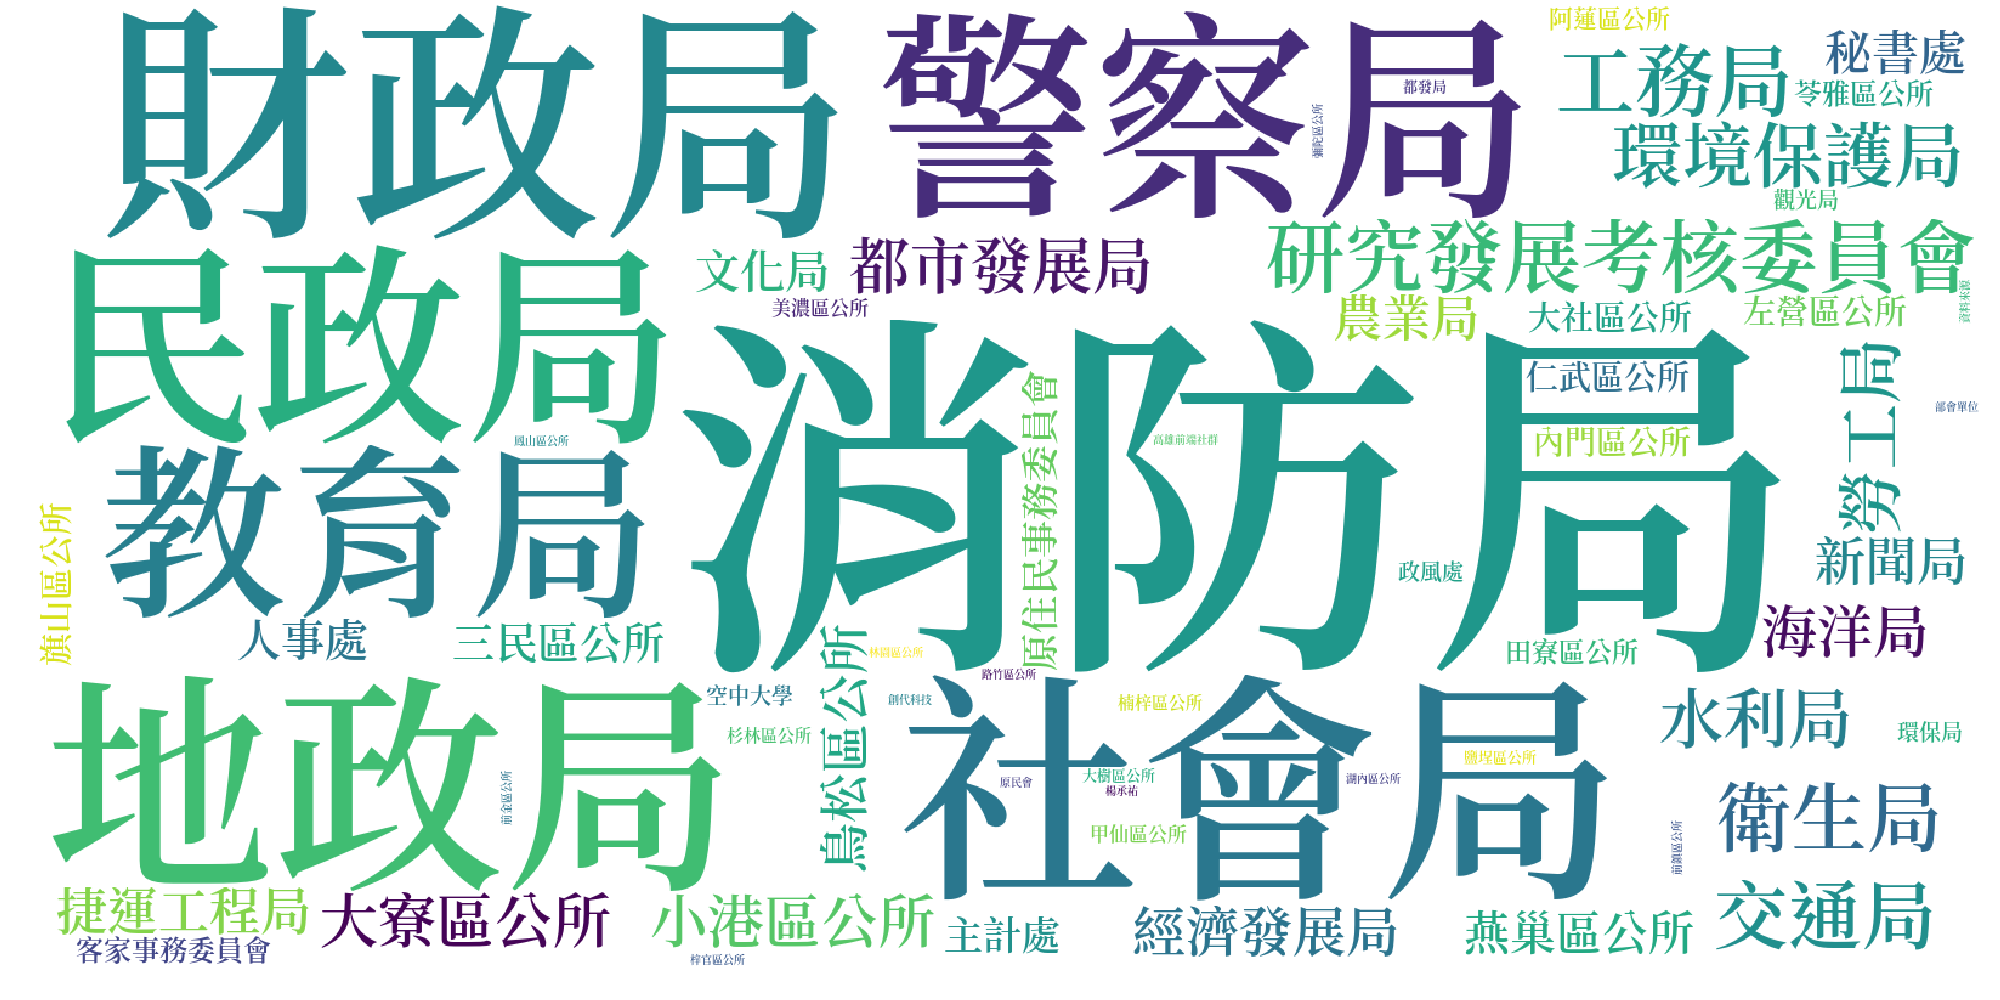 財政局
警察局
都發局
彌陀區公所
阿蓮區公所
工務局
秘書處
苓雅區公所
環境保護局
觀光局
民政局
文化局
都市發展局
美濃區公所
研究發展考核委員會
農業局
大社區公所
左營區公所
資料來源
消防局
仁武區公所
勞工局
部會單位
內門區公所
高雄前端社群
原住民事務委員會
鳳山區公所
教育局
旗山區公所
政風處
新聞局
人事處
三民區公所
鳥松區公所
林園區公所
田寮區公所
海洋局
路竹區公所
地政局
空中大學
創代科技
社會局
楠梓區公所
水利局
環保局
杉林區公所
鹽埕區公所
前金區公所
原民會
大樹區公所
楊承祐
湖內區公所
甲仙區公所
前鎮區公所
衛生局
捷運工程局
大寮區公所
小港區公所
主計處
經濟發展局
燕巢區公所
交通局
客家事務委員會
梓官區公所